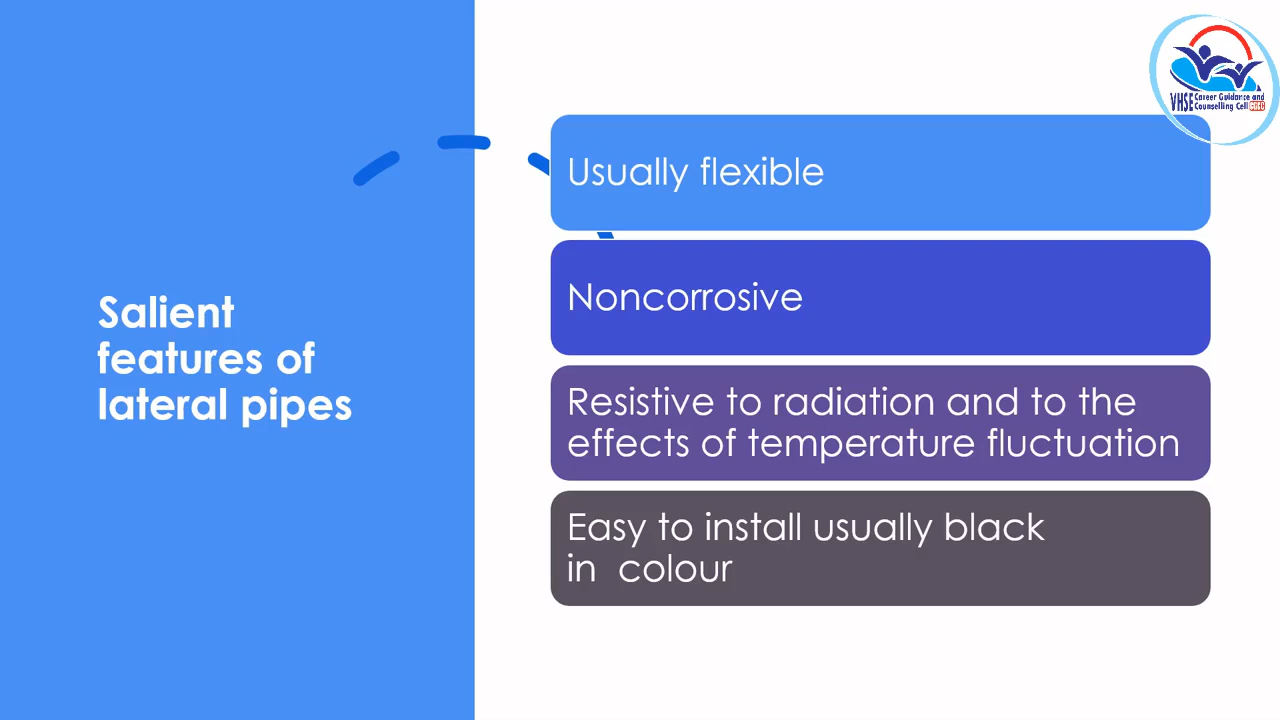 VHSE Career Guidance and
Counselling Cell CGCC
Usually flexible
Noncorrosive
Salient
features of
lateral pipes
Resistive to radiation and to the
effects of temperature fluctuation
Easy to install usually black
in colour